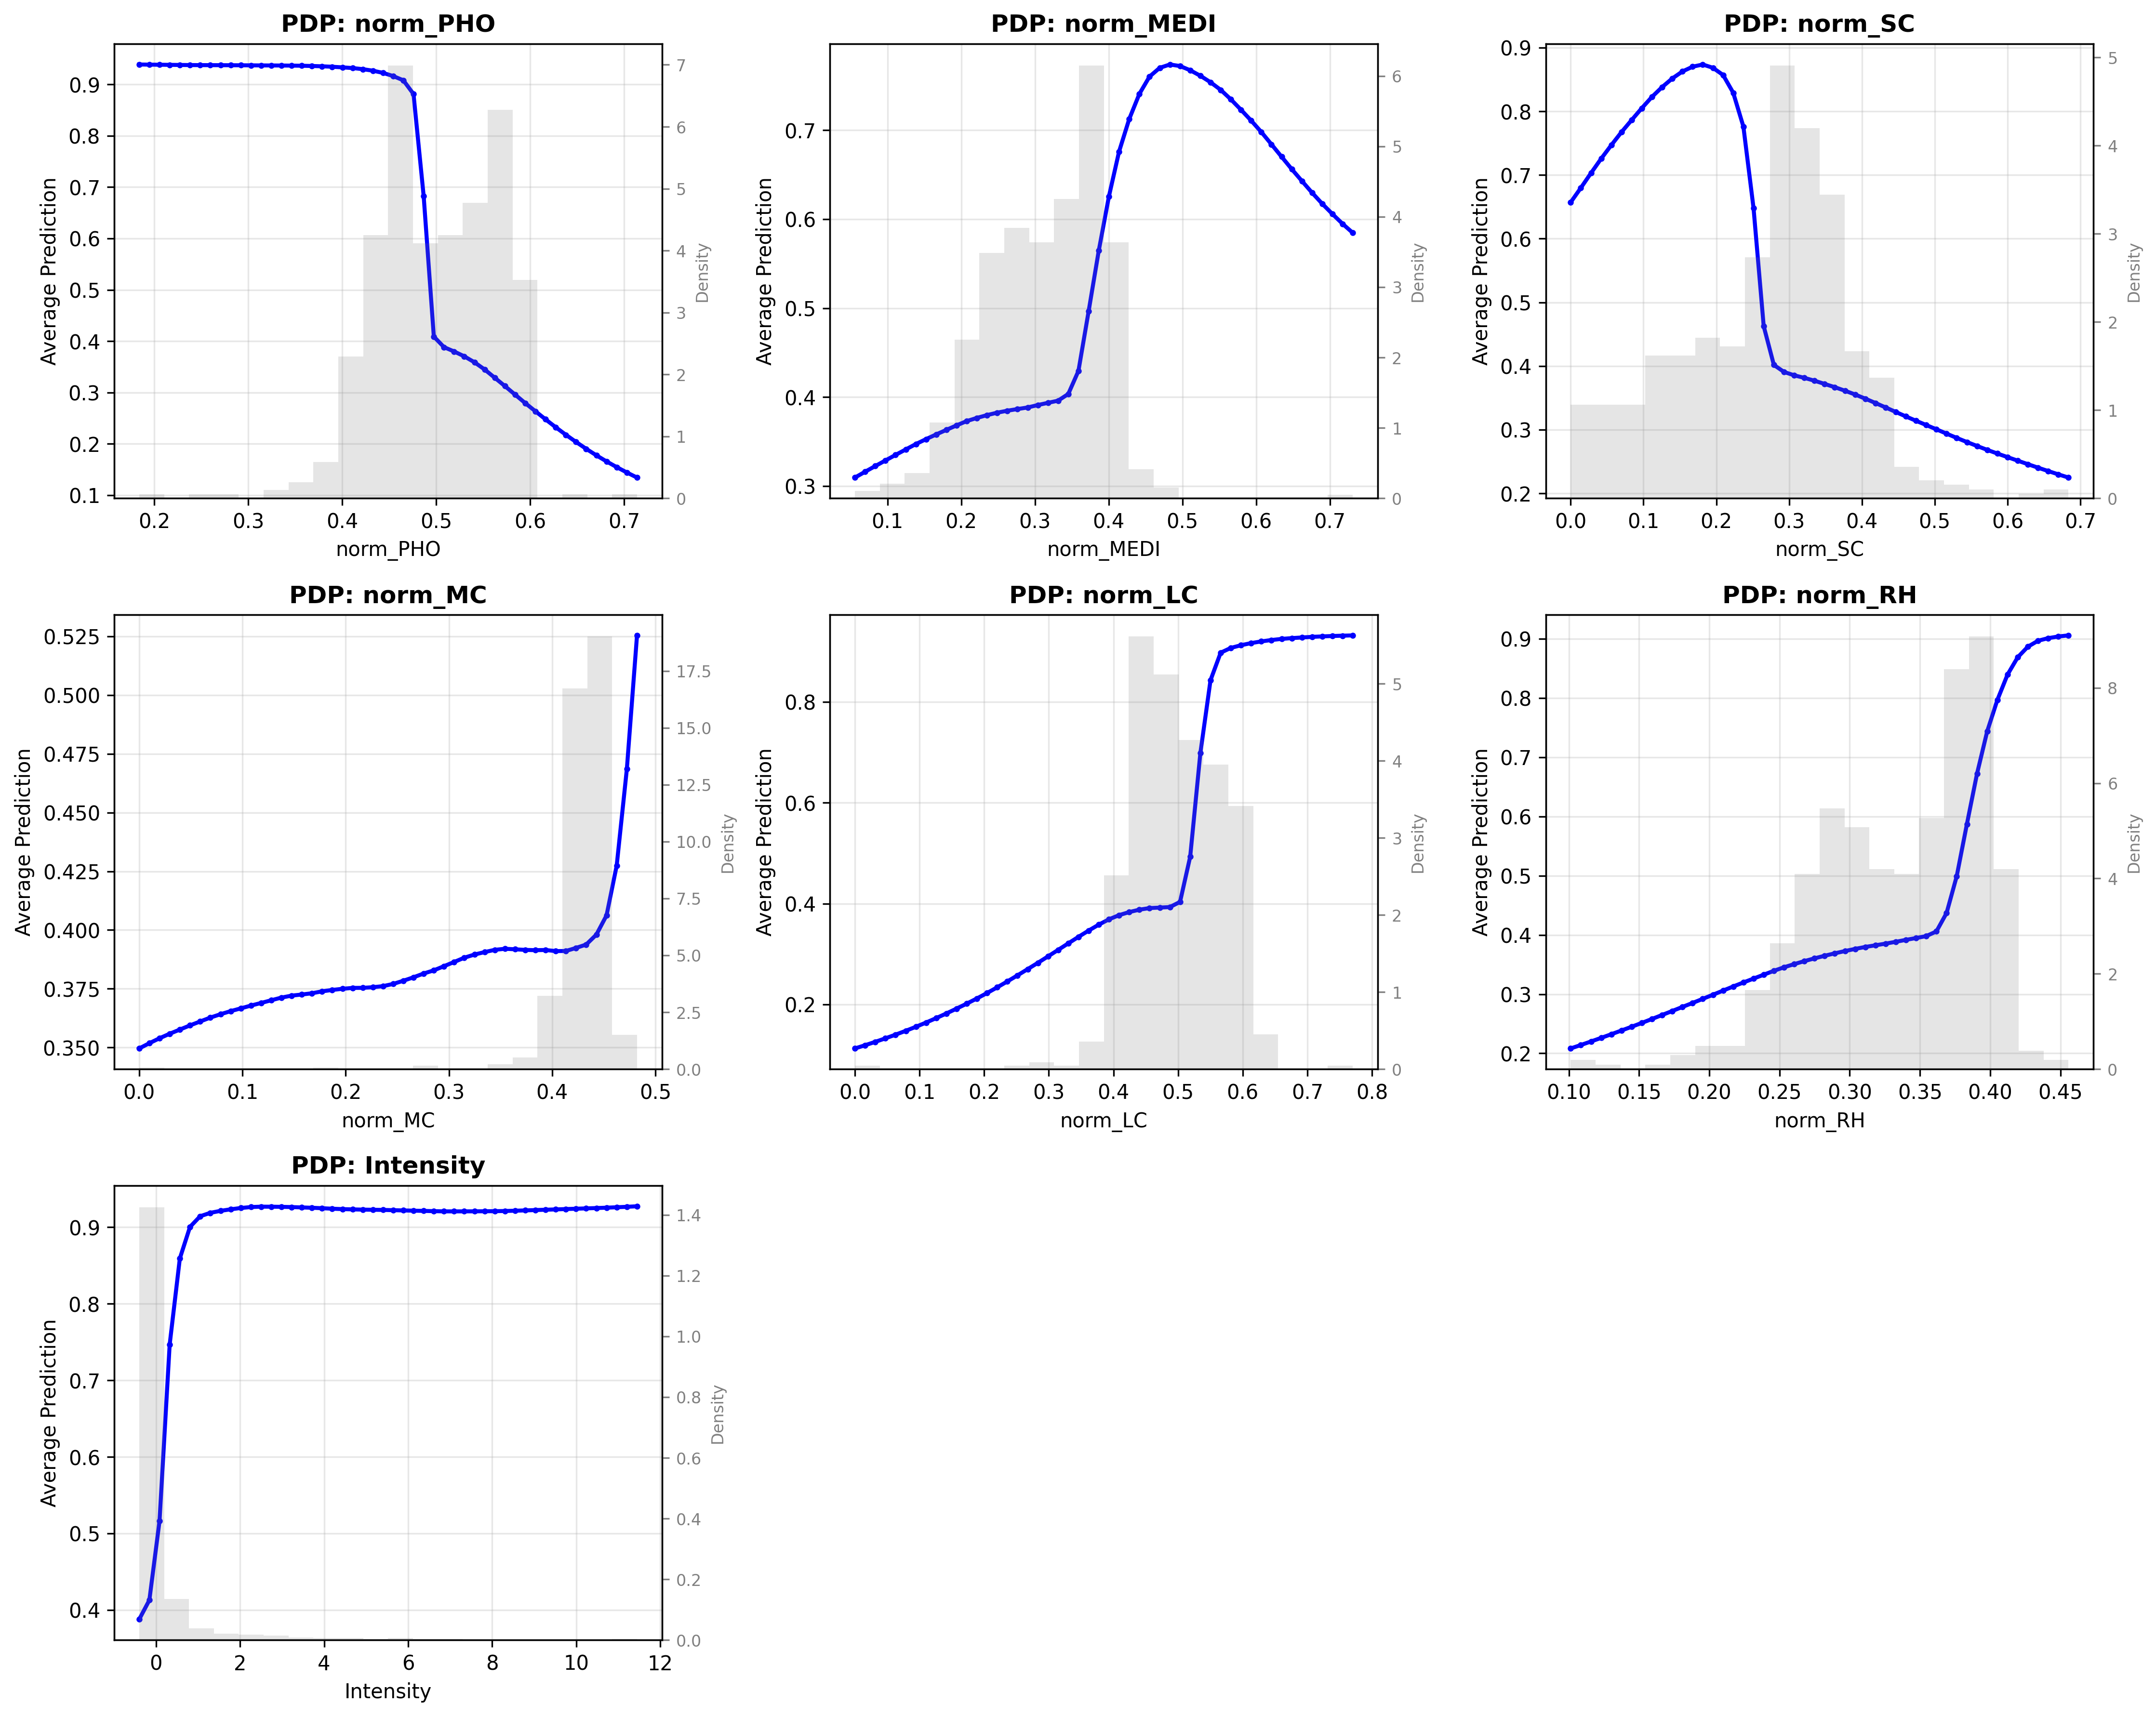 PDP: norm_PHO
Average Prediction
0.9
0.8
0.7
0.6
0.5
0.4
0.3
0.2
0.1
0.2 0.3 0.4 0.5 0.6 0.7
norm_PHO
7
6
5
4
3
2
1
0
Density
PDP: norm_MEDI
Average Prediction
0.7
0.6
0.5
0.4
0.3
0.1 0.2 0.3 0.4 0.5 0.6 0.7
norm_MEDI
6
5
4
3
2
1
0
Density
PDP: norm_SC
Average Prediction
0.9
0.8
0.7
0.6
0.5
0.4
0.3
0.2
0.0 0.1 0.2 0.3 0.4 0.5 0.6 0.7
norm_SC
5
4
3
2
1
0
Density
PDP: norm_MC
Average Prediction
0.525
0.500
0.475
0.450
0.425
0.400
0.375
0.350
0.0 0.1 0.2 0.3 0.4 0.5
norm_MC
17.5
15.0
12.5
10.0
7.5
5.0
2.5
0.0
Density
PDP: norm_LC
Average Prediction
0.8
0.6
0.4
0.2
0.0 0.1 0.2 0.3 0.4 0.5 0.6 0.7 0.8
norm_LC
5
4
3
2
1
0
Density
PDP: norm_RH
Average Prediction
0.9
0.8
0.7
0.6
0.5
0.4
0.3
0.2
0.10 0.15 0.20 0.25 0.30 0.35 0.40 0.45
norm_RH
8
6
4
2
0
Density
PDP: Intensity
Average Prediction
0.9
0.8
0.7
0.6
0.5
0.4
0 2 4 6 8 10 12
Intensity
1.4
1.2
1.0
0.8
0.6
0.4
0.2
0.0
Density